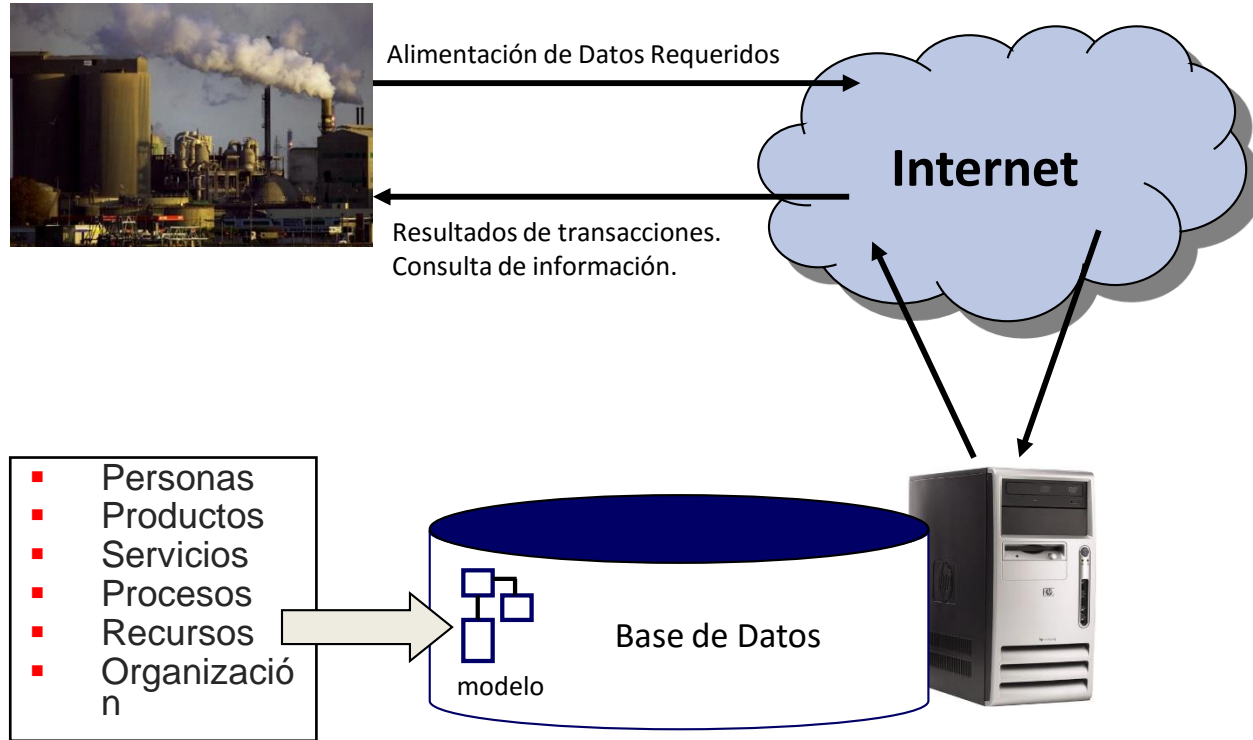 Alimentación de Datos Requeridos
Internet
Resultados de transacciones.
Consulta de información.
Personas
Productos
Servicios
Procesos
Recursos
Organizació
n
Base de Datos
modelo